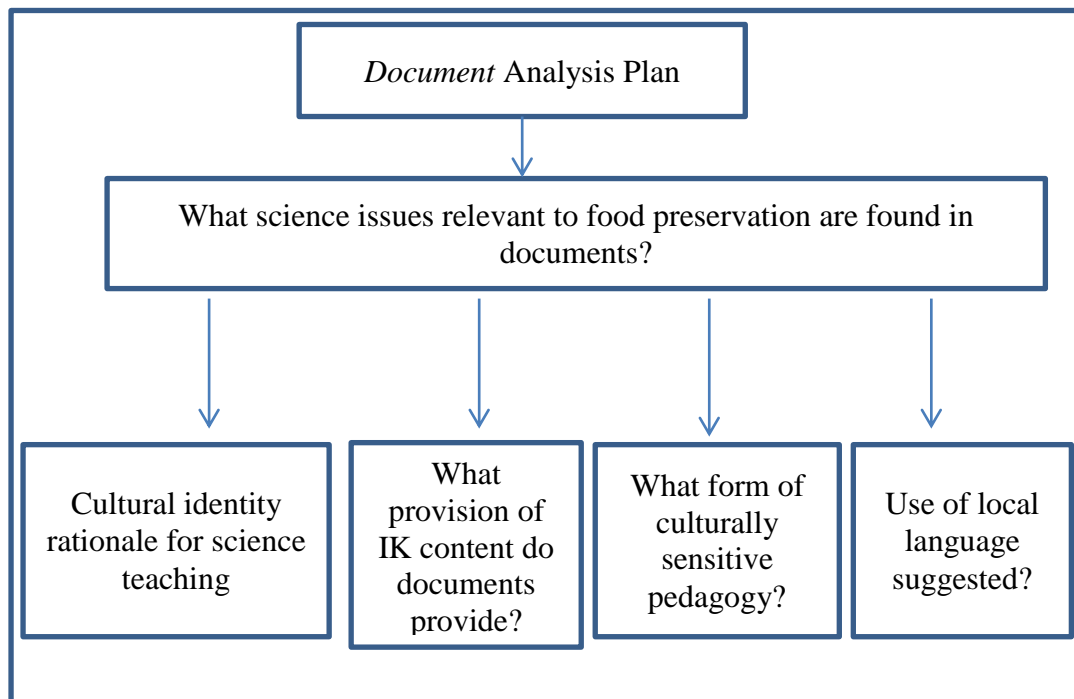 Document Analysis Plan
What science issues relevant to food preservation are found in
documents?
Cultural identity
rationale for science
teaching
What
provision of
IK content do
documents
provide?
What form of
culturally
sensitive
pedagogy?
Use of local
language
suggested?